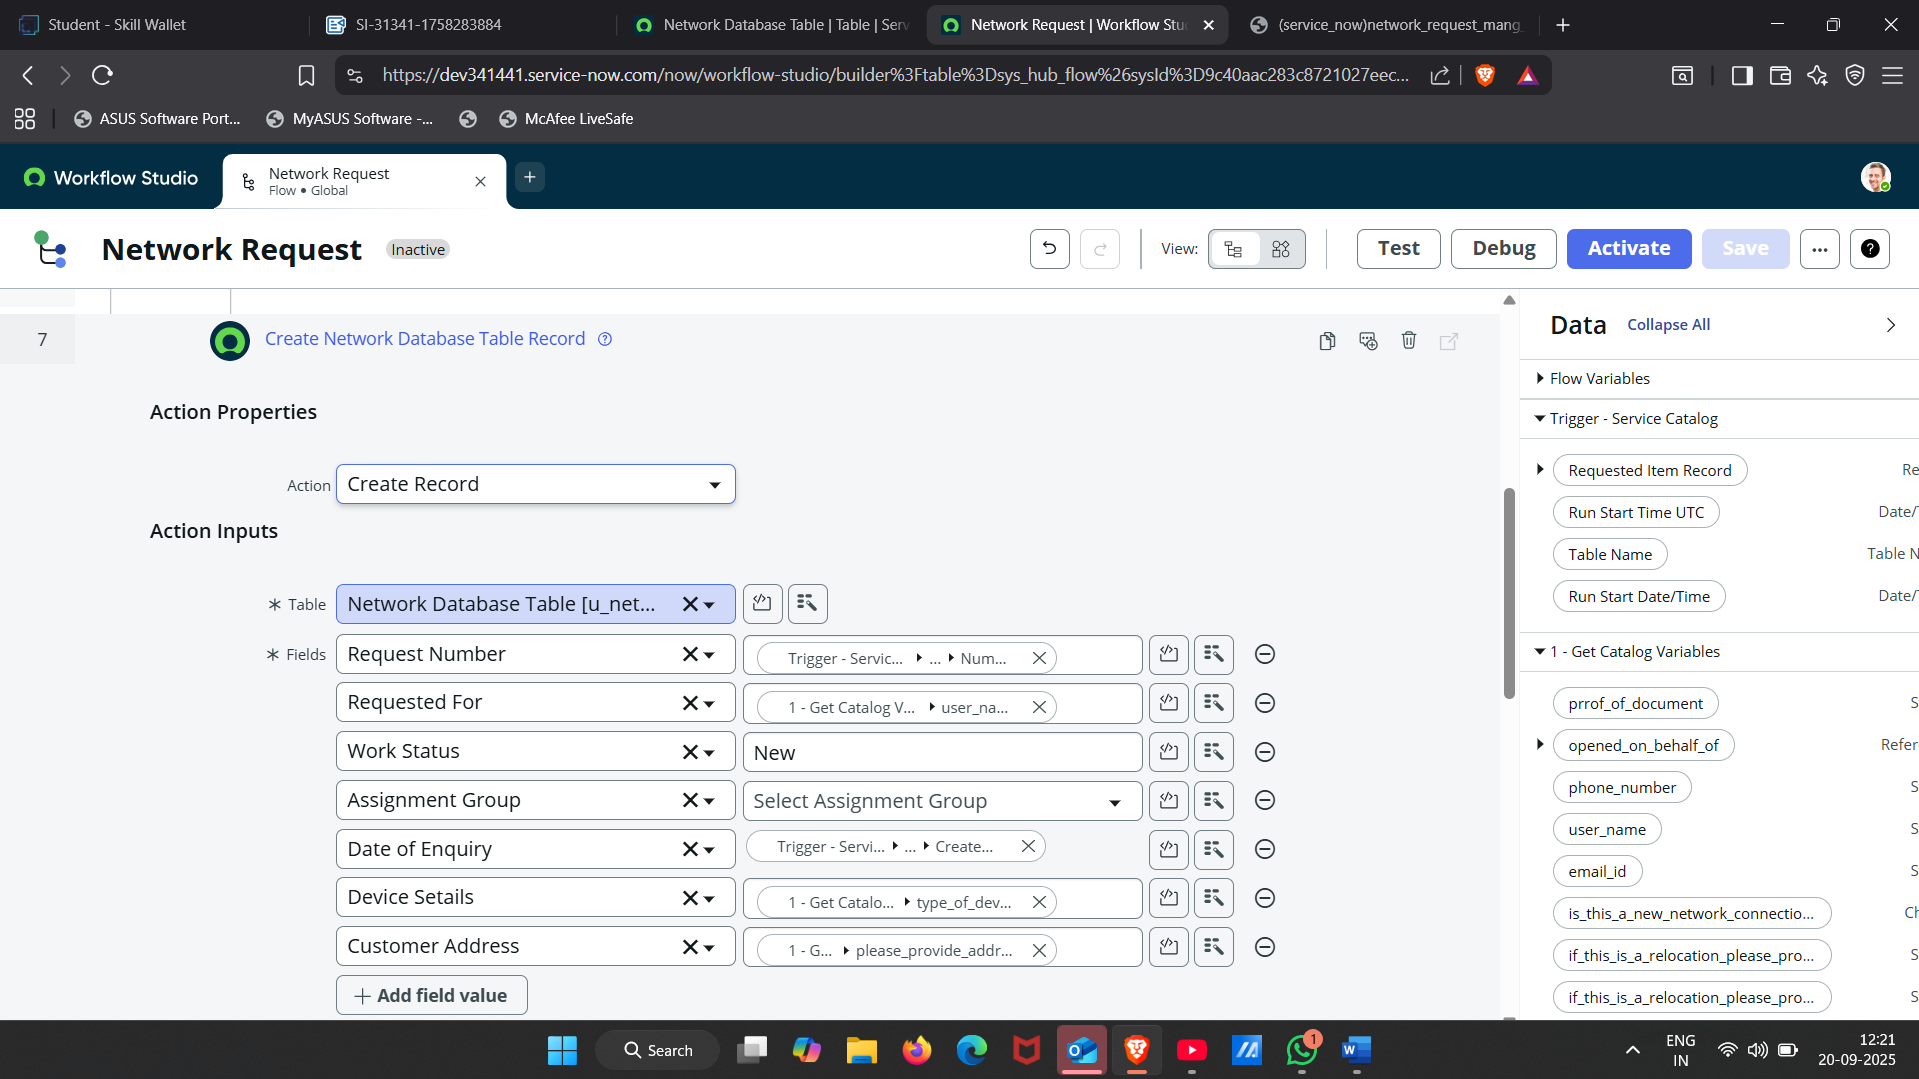 Student - Skill Wallet
SI-31341-1758283884
Network Database Table | Table | Serv
Network Request | Workflow Stu
(service_now)network_request_mang
https://dev341441.service-now.com/now/workflow-studio/builder%3Ftable%3Dsys_hub_flow%26sysId%3D9c40aac283c8721027eec...
ASUS Software Port...
MyASUS Software -...
McAfee LiveSafe
Workflow Studio
Network Request
Flow • Global
Network Request
Inactive
View:
Test
Debug
Activate
Save
7
Create Network Database Table Record
Action Properties
Action
Create Record
Action Inputs
Table
Network Database Table [u_net...
Fields
Request Number
Trigger - Servic... ... Num...
Requested For
1 - Get Catalog V... user_na...
Work Status
New
Assignment Group
Select Assignment Group
Date of Enquiry
Trigger - Servi... ... Create...
Device Setails
1 - Get Catalo... type_of_dev...
Customer Address
1 - G... please_provide_addr...
+ Add field value
Data
Collapse All
Flow Variables
Trigger - Service Catalog
Requested Item Record
Re
Run Start Time UTC
Date/T
Table Name
Table N
Run Start Date/Time
Date/T
1 - Get Catalog Variables
prrof_of_document
S
opened_on_behalf_of
Refer
phone_number
S
user_name
S
email_id
S
is_this_a_new_network_connectio...
Ch
if_this_is_a_relocation_please_pro...
S
if_this_is_a_relocation_please_pro...
S
Search
1
ENG
IN
12:21
20-09-2025